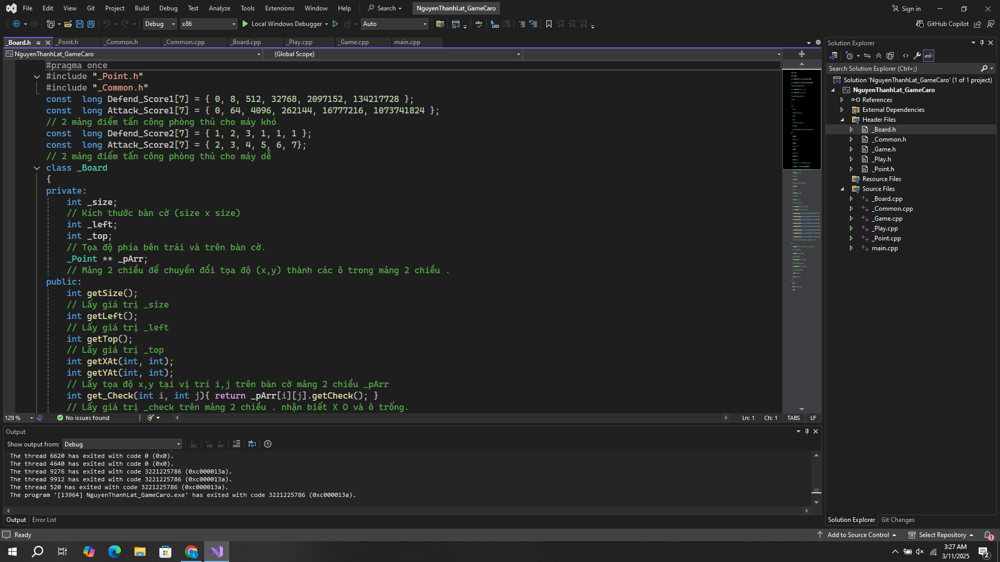 File Edit View Git Project Build Debug Test Analyze Tools Extensions Window Help Search NguyenThanhLat_GameCaro Sign in
Debug x86 Local Windows Debugger Auto GitHub Copilot
_Board.h _Point.h _Common.h _Common.cpp _Board.cpp _Play.cpp _Game.cpp main.cpp
NguyenThanhLat_GameCaro (Global Scope)
#pragma once
#include "_Point.h"
#include "_Common.h"
const  long Defend_Score1[7] = { 0, 8, 512, 32768, 2097152, 134217728 };
const  long Attack_Score1[7] = { 0, 64, 4096, 262144, 16777216, 1073741824 };
// 2 mảng điểm tấn công phòng thủ cho máy khó
const  long Defend_Score2[7] = { 1, 2, 3, 1, 1, 1 };
const  long Attack_Score2[7] = { 2, 3, 4, 5, 6, 7};
// 2 mảng điểm tấn công phòng thủ cho máy dễ
class _Board
{
private:
int _size;
// Kích thước bàn cờ (size x size)
int _left;
int _top;
// Tọa độ phía bên trái và trên bàn cờ.
_Point ** _pArr;
// Mảng 2 chiều để chuyển đổi tọa độ (x,y) thành các ô trong mảng 2 chiều .
public:
int getSize();
// Lấy giá trị _size
int getLeft();
// Lấy giá trị _left
int getTop();
// Lấy giá trị _top
int getXAt(int, int);
int getYAt(int, int);
// Lấy tọa độ x,y tại vị trí i,j trên bàn cờ mảng 2 chiều _pArr
int get_Check(int i, int j){ return _pArr[i][j].getCheck(); }
// Lấy giá trị _check trên mảng 2 chiều . nhận biết X O và ô trống.
129 % No issues found Ln: 1 Ch: 1 TABS LF
Output
Show output from: Debug
The thread 6620 has exited with code 0 (0x0).
The thread 4640 has exited with code 0 (0x0).
The thread 9276 has exited with code 3221225786 (0xc000013a).
The thread 9912 has exited with code 3221225786 (0xc000013a).
The thread 520 has exited with code 3221225786 (0xc000013a).
The program '[13964] NguyenThanhLat_GameCaro.exe' has exited with code 3221225786 (0xc000013a).
Output Error List
Solution Explorer
Search Solution Explorer (Ctrl+;)
Solution 'NguyenThanhLat_GameCaro' (1 of 1 project)
NguyenThanhLat_GameCaro
References
External Dependencies
Header Files
_Board.h
_Common.h
_Game.h
_Play.h
_Point.h
Resource Files
Source Files
_Board.cpp
_Common.cpp
_Game.cpp
_Play.cpp
_Point.cpp
main.cpp
Solution Explorer Git Changes
Ready Add to Source Control Select Repository 1
3:27 AM
3/11/2025
2